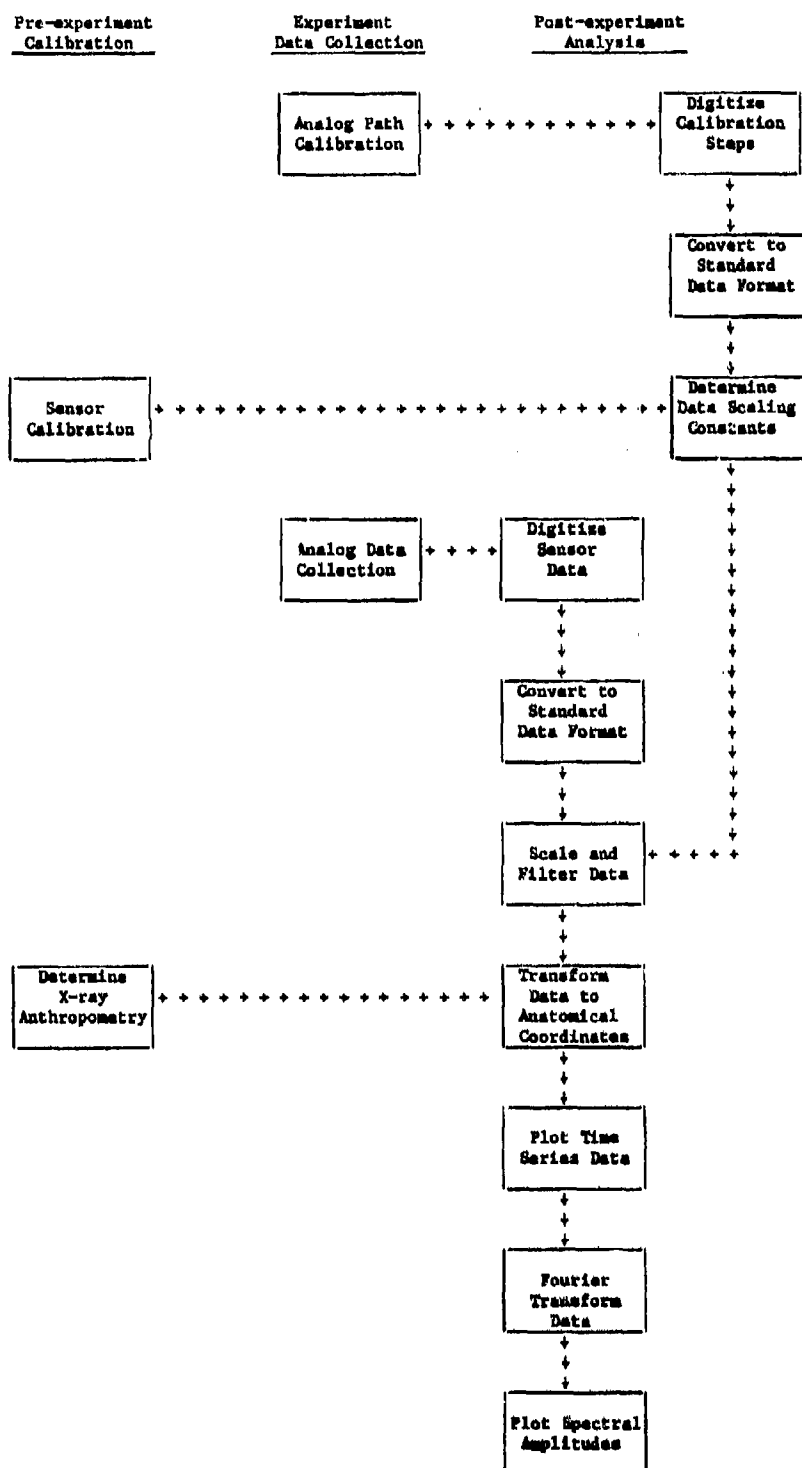 Pre-experiment Calibration
Experiment Data Collection
Post-experiment Analysis
Analog Path
Calibration
Digitize
Calibration
Steps
Convert to
Standard
Data Format
Sensor
Calibration
Determine
Data Scaling
Constants
Analog Data
Collection
Digitize
Sensor
Data
Convert to
Standard
Data Format
Scale and
Filter Data
Determine
X-ray
Anthropometry
Transform
Data to
Anatomical
Coordinates
Plot Time
Series Data
Fourier
Transform
Data
Plot Spectral
Amplitudes